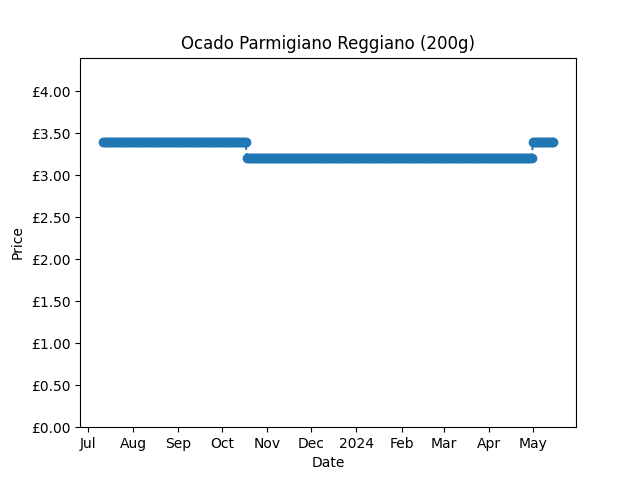 Ocado Parmigiano Reggiano (200g)
£4.00
£3.50
£3.00
£2.50
£2.00
£1.50
£1.00
£0.50
£0.00
Price
Jul Aug Sep Oct Nov Dec 2024 Feb Mar Apr May
Date